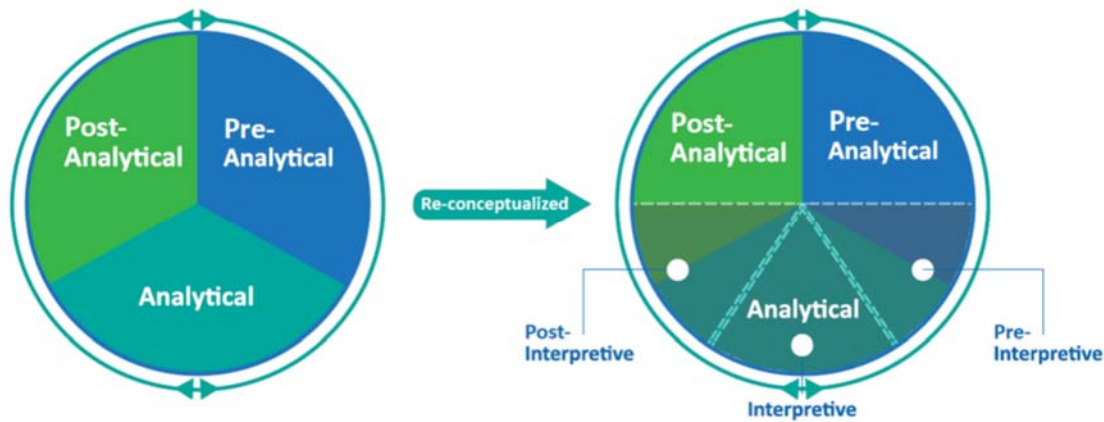 Post-
Analytical
Pre-
Analytical
Analytical
Re-conceptualized
Post-
Analytical
Pre-
Analytical
Analytical
Post-
Interpretive
Interpretive
Pre-
Interpretive